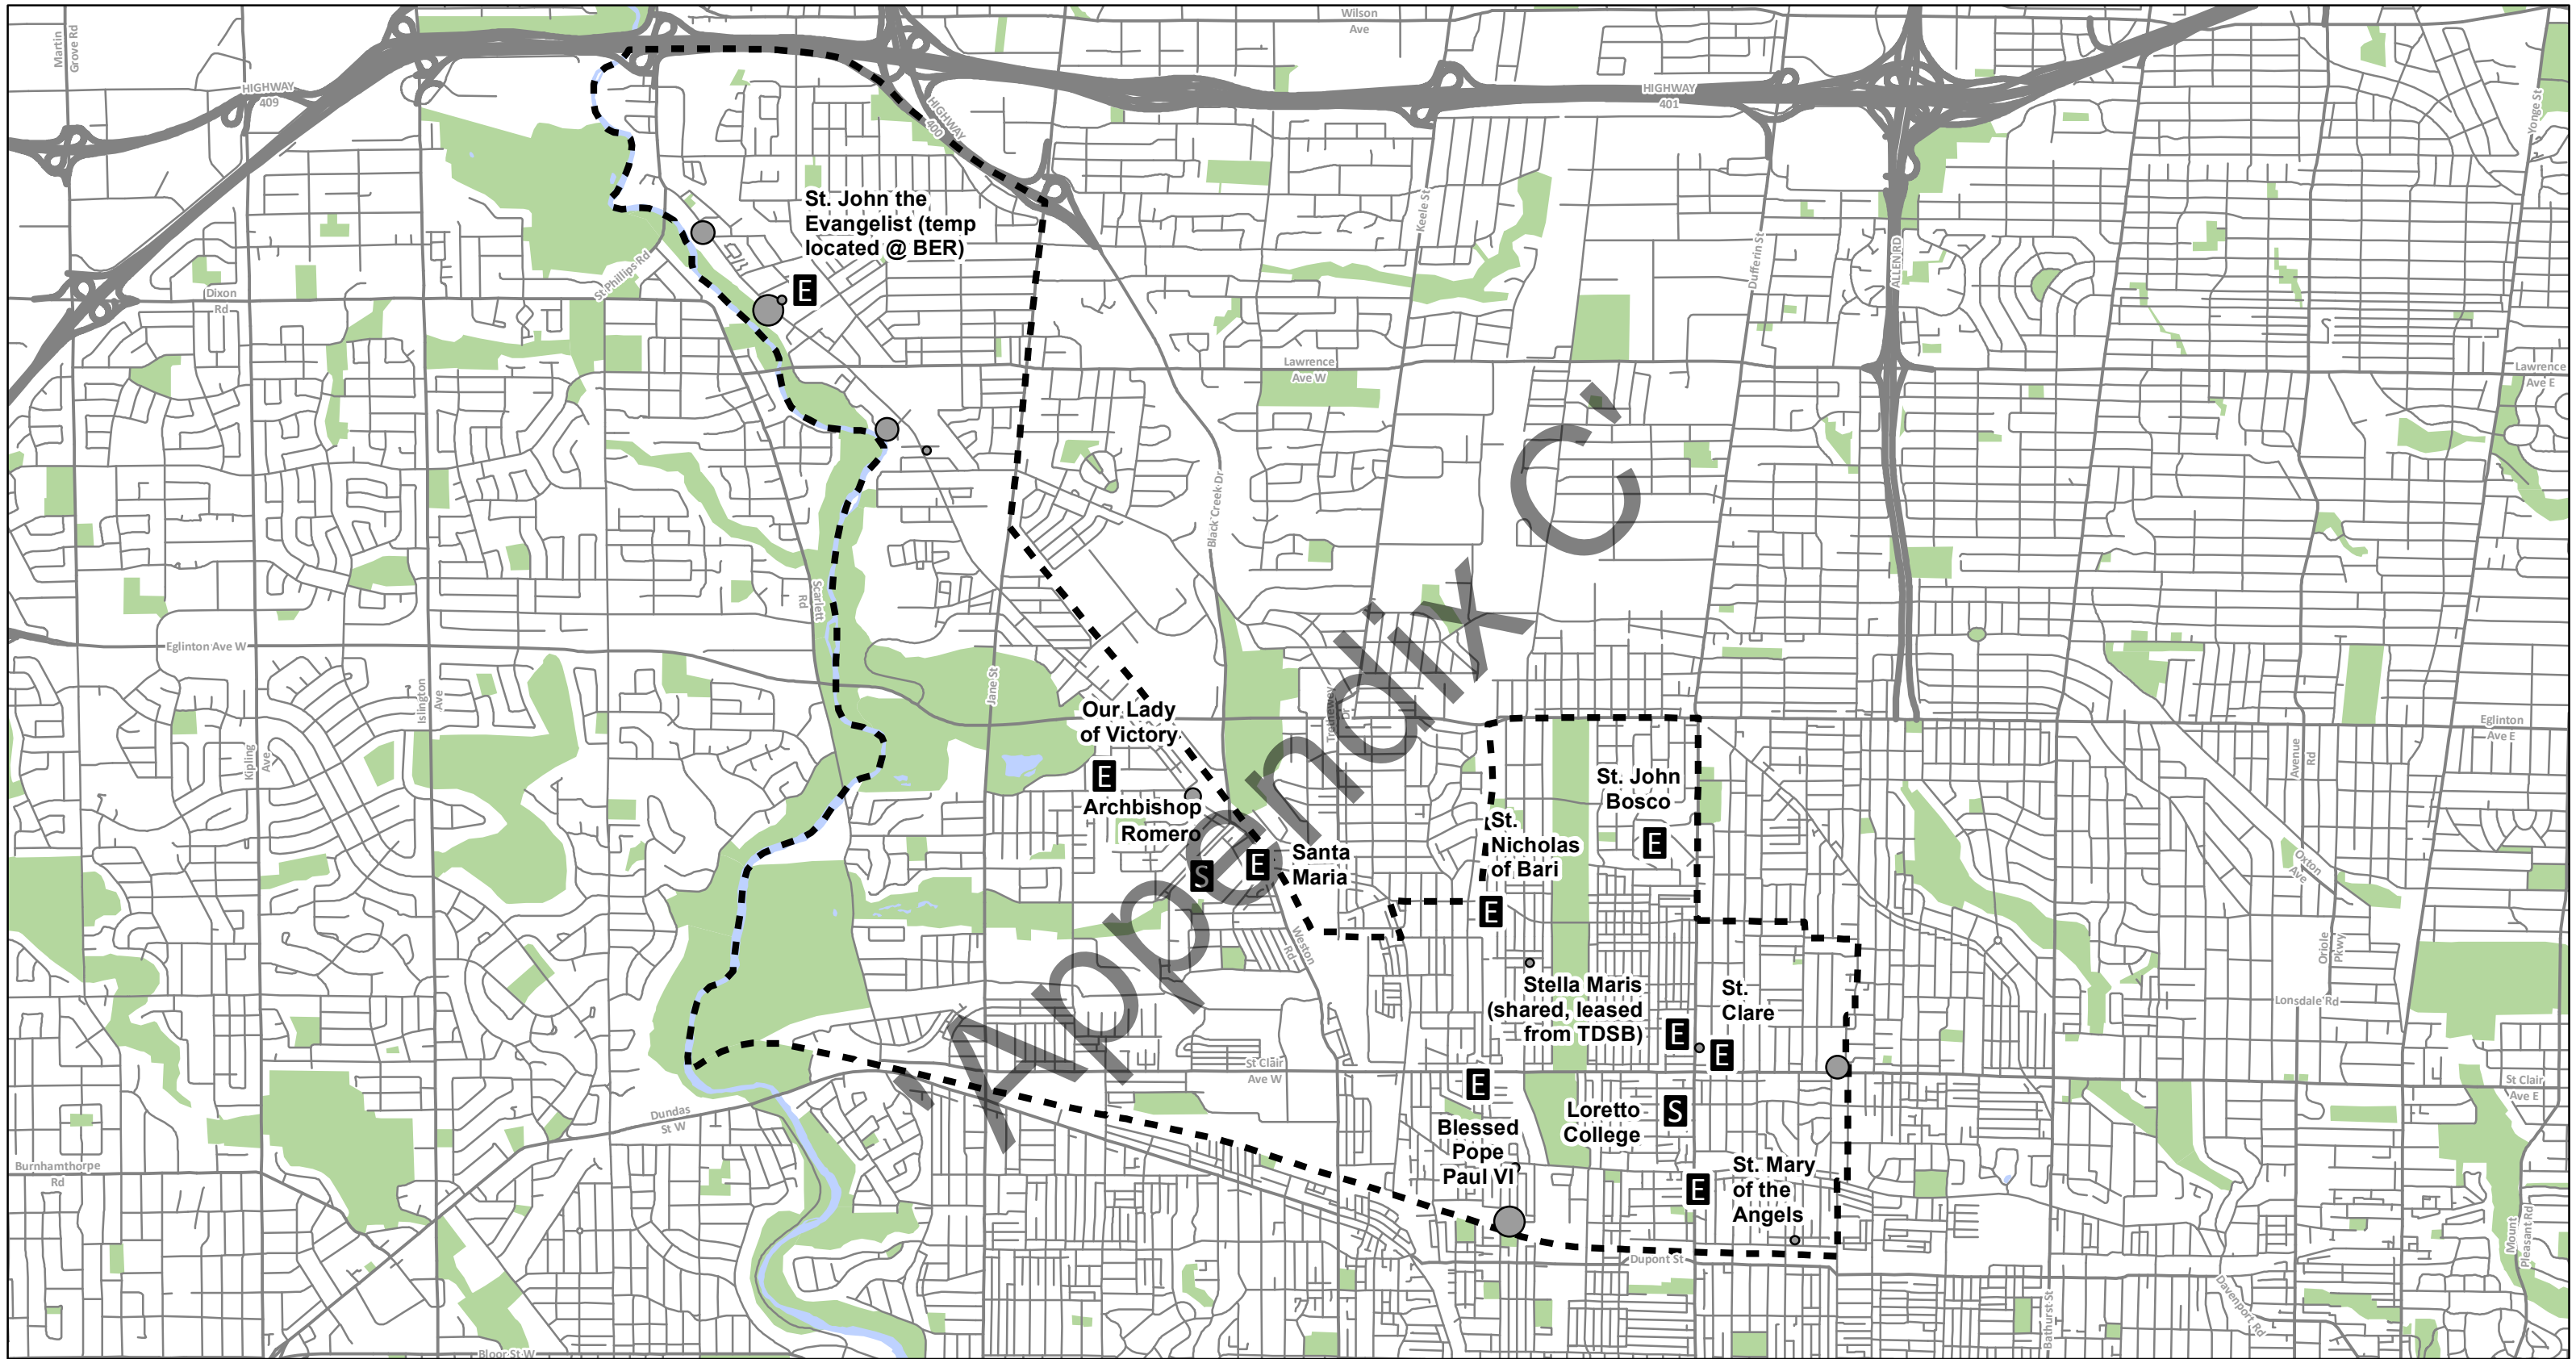 Wilson
Ave
Martin
Grove Rd
HIGHWAY
409
HIGHWAY
400
HIGHWAY
401
Yonge St
St. John the
Evangelist (temp
located @ BER)
E
Keele St
Dufferin St
ALLEN RD
St Phillips Rd
Dixon
Rd
Lawrence
Ave W
Lawrence
Ave E
Black Creek Dr
Scarlett
Rd
Eglinton Ave W
Islington
Ave
Kipling
Ave
Jane St
Trethewey
Dr
Our Lady
of Victory
E
Archbishop
Romero
S
E
Santa
Maria
Weston
Rd
St. John
Bosco
E
St.
Nicholas
of Bari
E
Eglinton
Ave E
Avenue
Rd
Oxton
Ave
Oriole
Pkwy
Lonsdale Rd
Stella Maris
(shared, leased
from TDSB)
E
St.
Clare
E
St Clair
Ave W
St Clair
Ave E
E
Blessed
Pope
Paul VI
Loretto
College
S
E
St. Mary
of the
Angels
Dundas
St W
Burnhamthorpe
Rd
Dupont St
Bathurst St
Davenport Rd
Mount
Pleasant Rd
Bloor St W
'Appendix C'